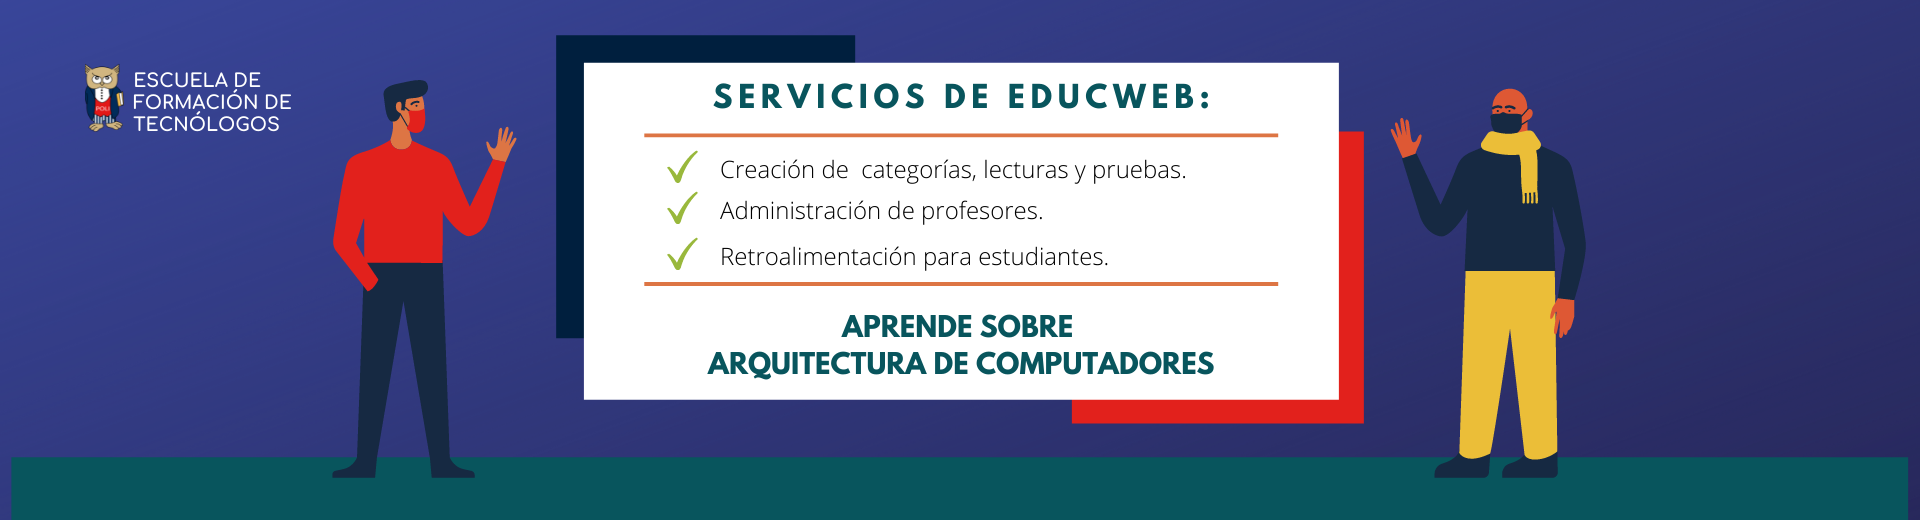 ESCUELA DE
FORMACIÓN DE
TECNÓLOGOS
POLI
SERVICIOS DE EDUCWEB:
Creación de categorías, lecturas y pruebas.
Administración de profesores.
Retroalimentación para estudiantes.
APRENDE SOBRE
ARQUITECTURA DE COMPUTADORES